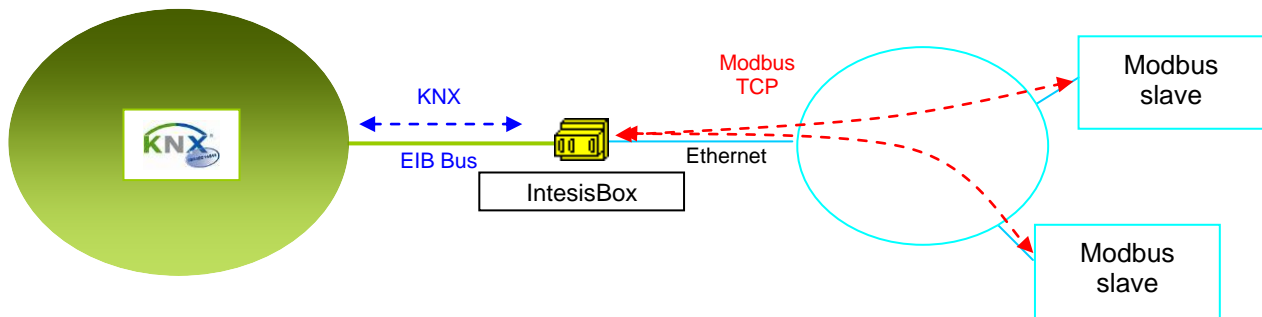 KNX
KNX
EIB Bus
IntesisBox
Modbus
TCP
Ethernet
Modbus
slave
Modbus
slave